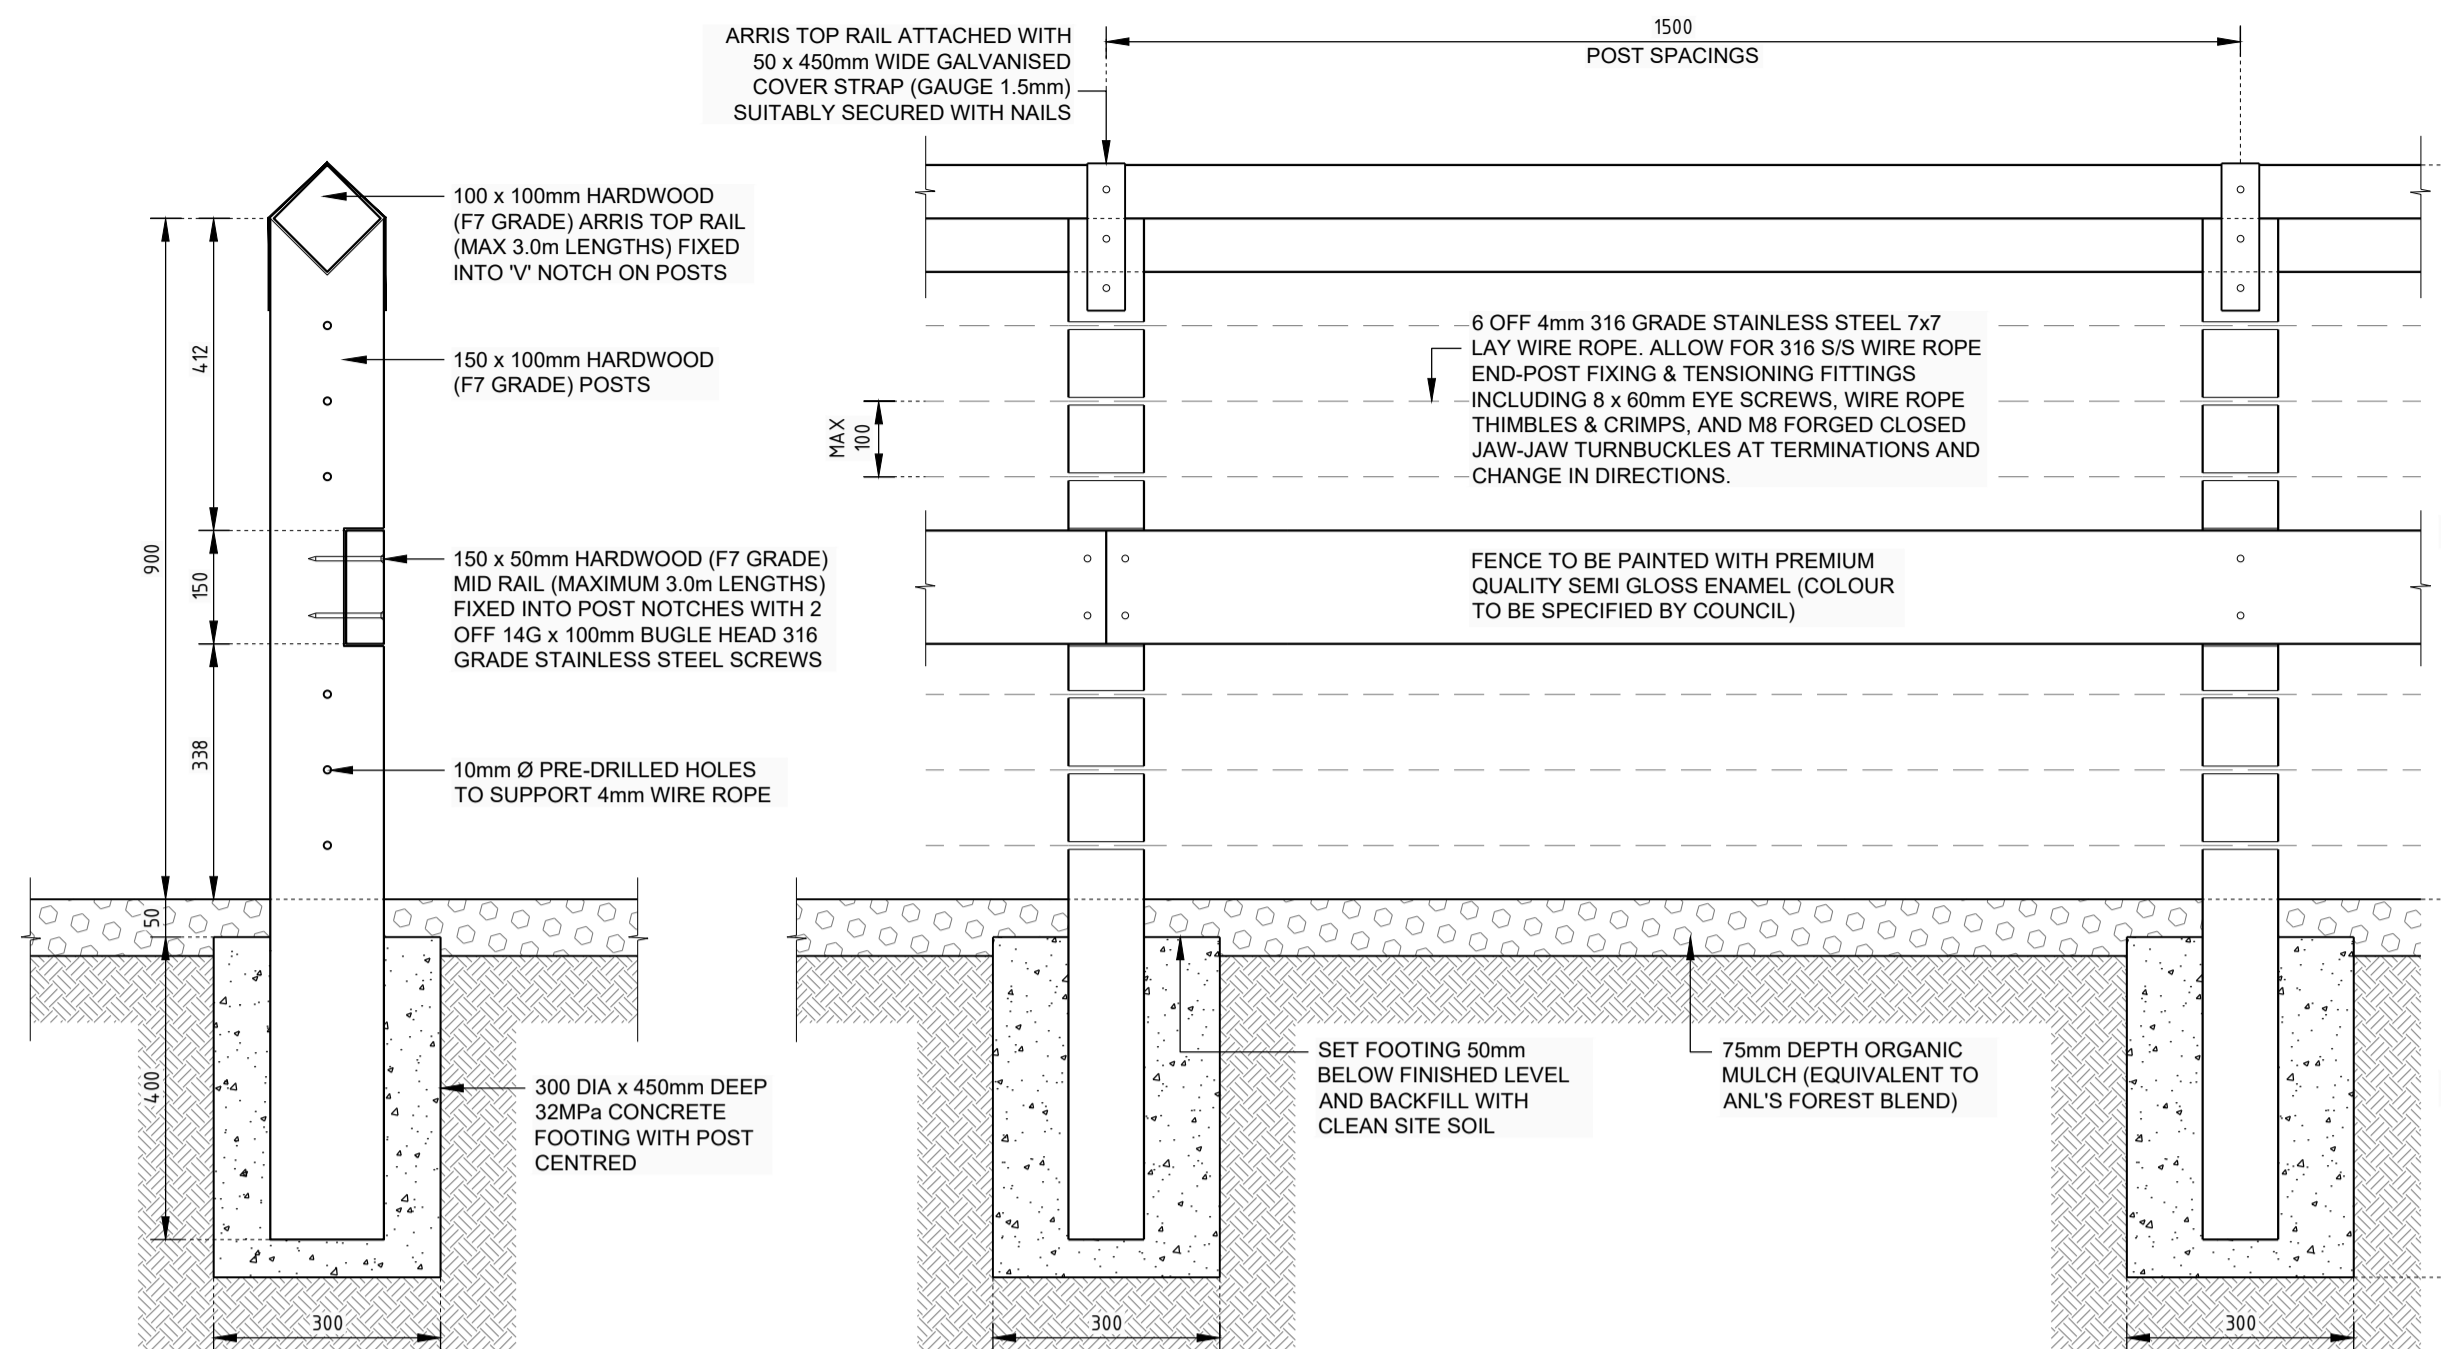 ARRIS TOP RAIL ATTACHED WITH
50 x 450mm WIDE GALVANISED
COVER STRAP (GAUGE 1.5mm)
SUITABLY SECURED WITH NAILS
1500
POST SPACINGS
100 x 100mm HARDWOOD
(F7 GRADE) ARRIS TOP RAIL
(MAX 3.0m LENGTHS) FIXED
INTO 'V' NOTCH ON POSTS
150 x 100mm HARDWOOD
(F7 GRADE) POSTS
412
900
150
338
50
400
150 x 50mm HARDWOOD (F7 GRADE)
MID RAIL (MAXIMUM 3.0m LENGTHS)
FIXED INTO POST NOTCHES WITH 2
OFF 14G x 100mm BUGLE HEAD 316
GRADE STAINLESS STEEL SCREWS
10mm Ø PRE-DRILLED HOLES
TO SUPPORT 4mm WIRE ROPE
300 DIA x 450mm DEEP
32MPa CONCRETE
FOOTING WITH POST
CENTRED
300
MAX
100
6 OFF 4mm 316 GRADE STAINLESS STEEL 7x7
LAY WIRE ROPE. ALLOW FOR 316 S/S WIRE ROPE
END-POST FIXING & TENSIONING FITTINGS
INCLUDING 8 x 60mm EYE SCREWS, WIRE ROPE
THIMBLES & CRIMPS, AND M8 FORGED CLOSED
JAW-JAW TURNBUCKLES AT TERMINATIONS AND
CHANGE IN DIRECTIONS.
FENCE TO BE PAINTED WITH PREMIUM
QUALITY SEMI GLOSS ENAMEL (COLOUR
TO BE SPECIFIED BY COUNCIL)
SET FOOTING 50mm
BELOW FINISHED LEVEL
AND BACKFILL WITH
CLEAN SITE SOIL
75mm DEPTH ORGANIC
MULCH (EQUIVALENT TO
ANL'S FOREST BLEND)
300
300